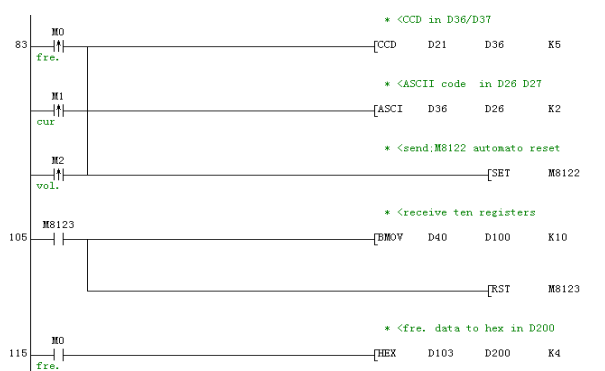 * <CCD in D36/D37
M0
83 [CCD D21 D36 K5
fre.
* <ASCII code in D26 D27
M1
[ASCI D36 D26 K2
cur
* <send:M8122 automato reset
M2
[SET M8122
vol.
* <receive ten registers
M8123
105 [BMOV D40 D100 K10
[RST M8123
* <fre. data to hex in D200
M0
115 [HEX D103 D200 K4
fre.